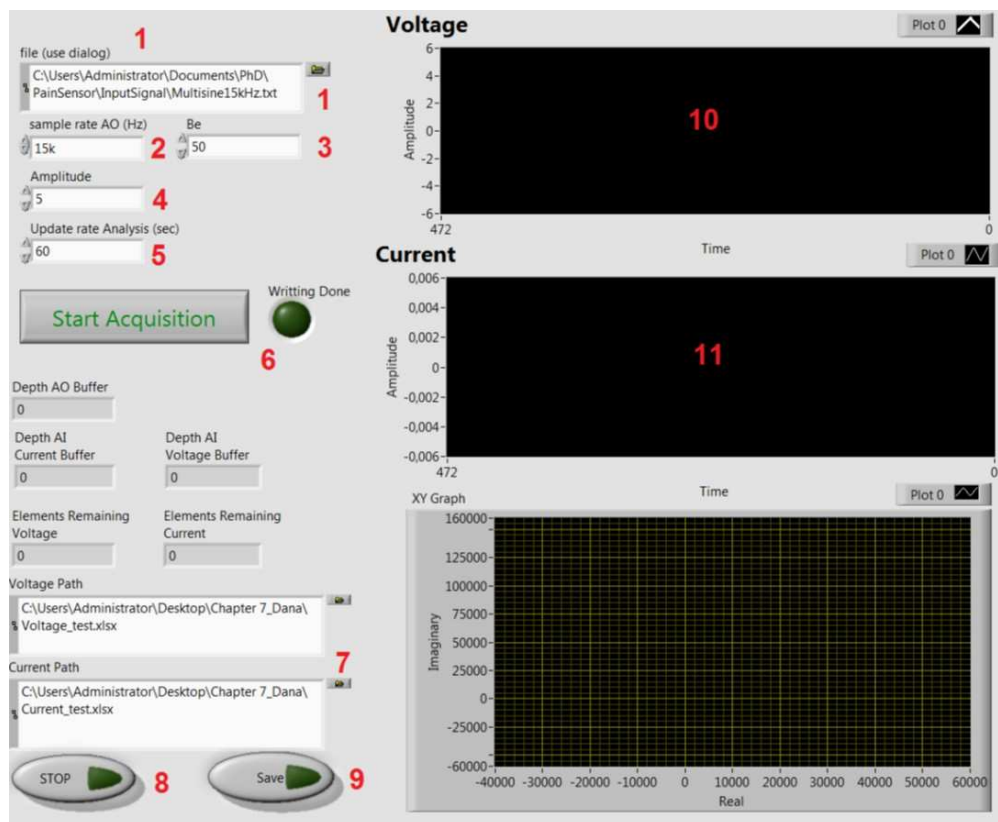 1
file (use dialog)
C:\Users\Administrator\Documents\PhD\
PainSensor\InputSignal\Multisine15kHz.txt
1
sample rate AO (Hz)
15k
2
Be
50
3
Amplitude
5
4
Update rate Analysis (sec)
60
5
Start Acquisition
Writting Done
6
Depth AO Buffer
0
Depth AI
Current Buffer
0
Depth AI
Voltage Buffer
0
Elements Remaining
Voltage
0
Elements Remaining
Current
0
Voltage Path
C:\Users\Administrator\Desktop\Chapter 7_Dana\
Voltage_test.xlsx
7
Current Path
C:\Users\Administrator\Desktop\Chapter 7_Dana\
Current_test.xlsx
STOP
8
Save
9
Voltage
Plot 0
Amplitude
6
4
2
0
-2
-4
-6
10
472
0
Time
Current
Plot 0
Amplitude
0,006
0,004
0,002
0
-0,002
-0,004
-0,006
11
472
0
Time
XY Graph
Plot 0
Imaginary
160000
125000
100000
75000
50000
25000
0
-25000
-60000
-40000 -30000 -20000 -10000 0 10000 20000 30000 40000 50000 60000
Real